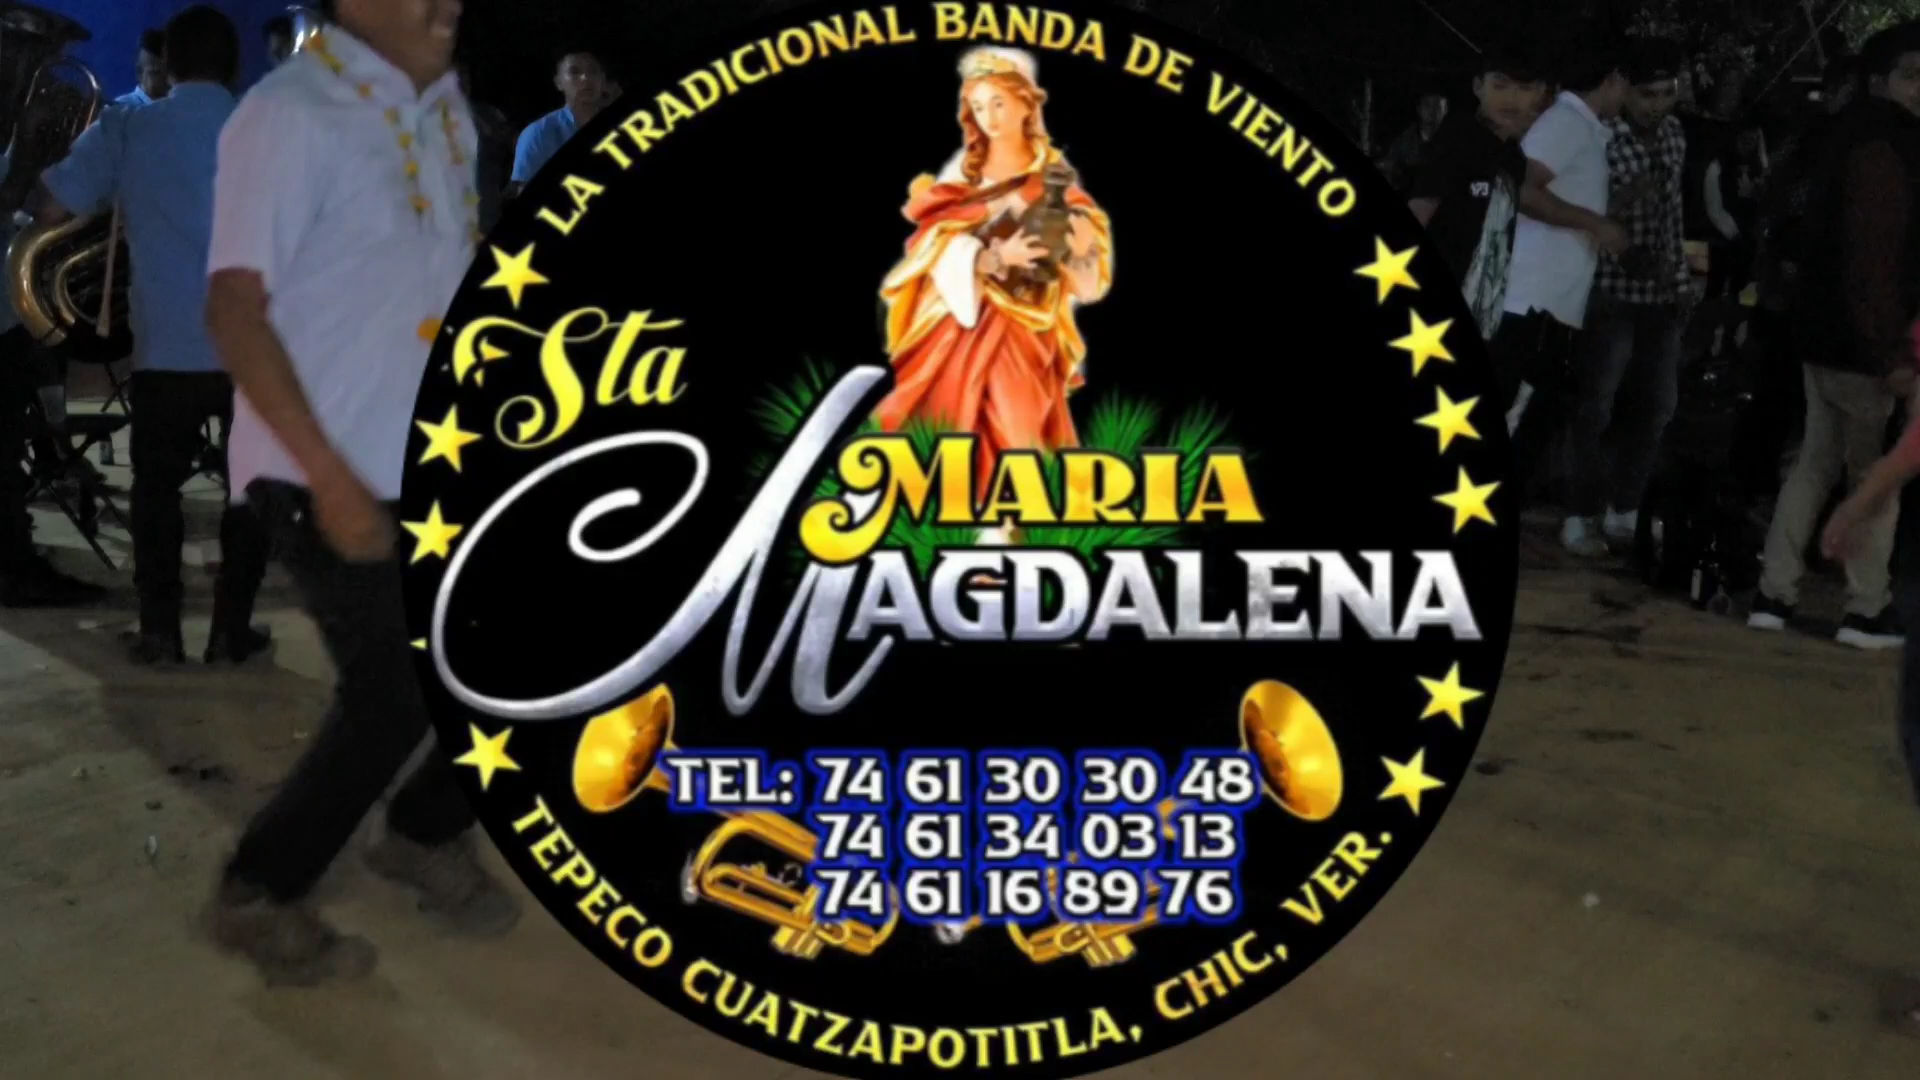 LA TRADICIONAL BANDA DE VIENTO
Sta
MARIA
MAGDALENA
TEL: 74 61 30 30 48
74 61 34 03 13
74 61 16 89 76
TEPECO CUATZAPOTITLA, CHIC, VER.